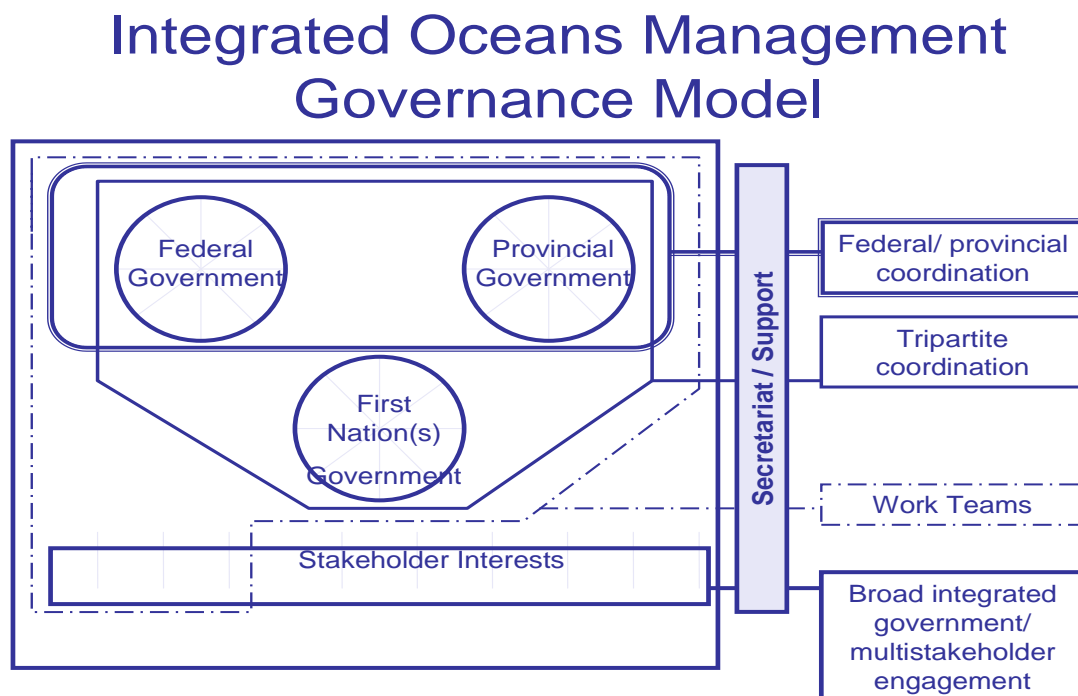 Integrated Oceans Management
Governance Model
Federal
Government
Provincial
Government
First
Nation(s)
Government
Stakeholder Interests
Secretariat / Support
Federal/ provincial
coordination
Tripartite
coordination
Work Teams
Broad integrated
government/
multistakeholder
engagement